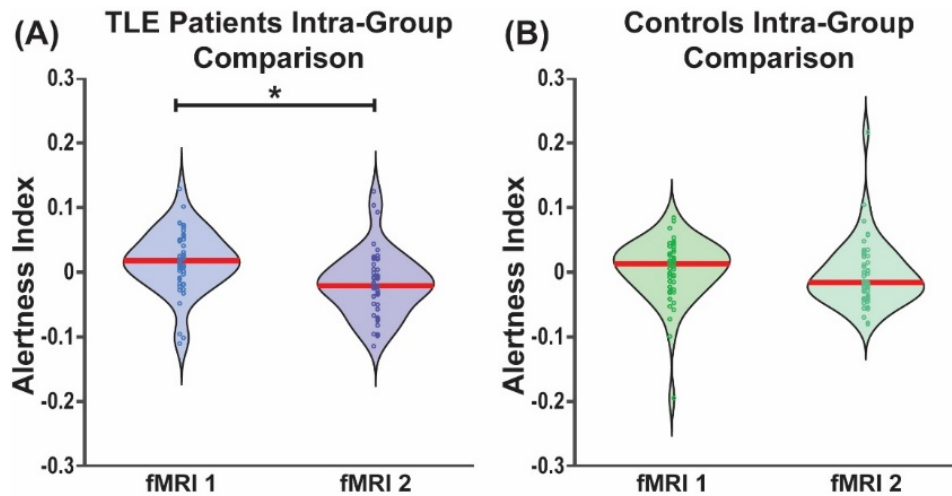 (A)
TLE Patients Intra-Group
Comparison
Alertness Index
0.3
0.2
0.1
0
-0.1
-0.2
-0.3
*
fMRI 1
fMRI 2
(B)
Controls Intra-Group
Comparison
Alertness Index
0.3
0.2
0.1
0
-0.1
-0.2
-0.3
fMRI 1
fMRI 2